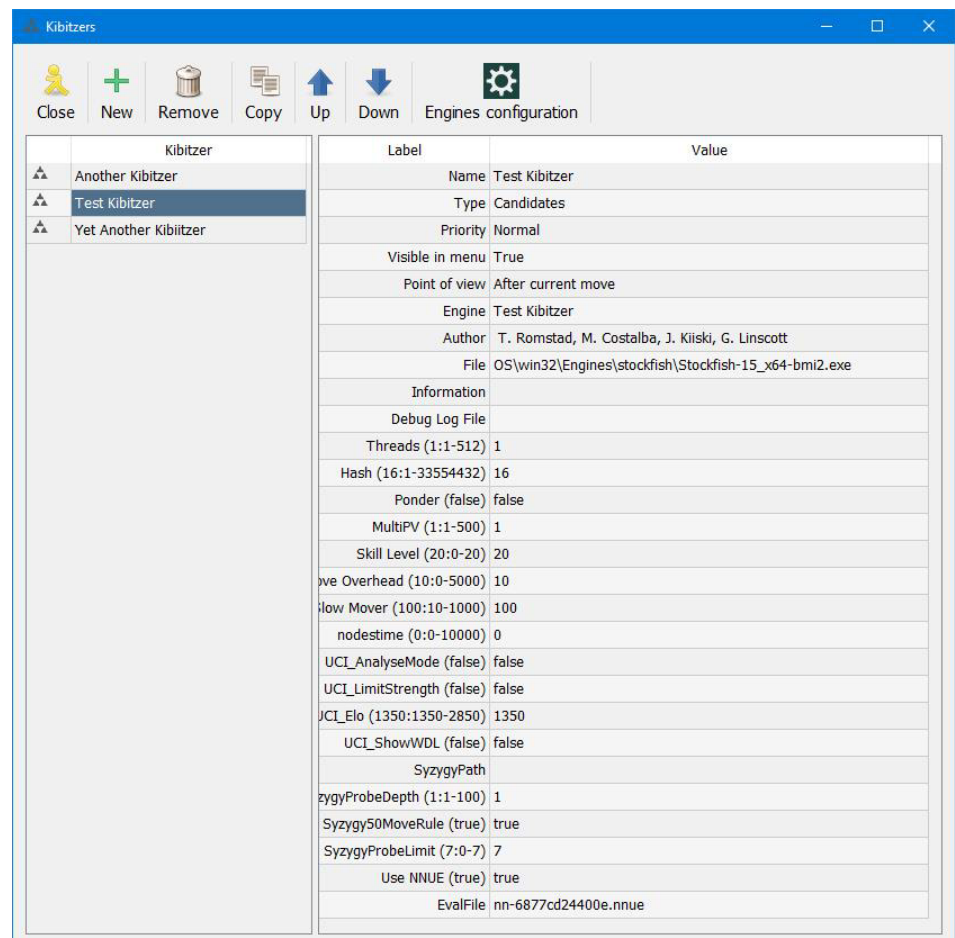 Kibitzers
Close New Remove Copy Up Down Engines configuration
Kibitzer
Another Kibitzer
Test Kibitzer
Yet Another Kibiitzer
Label Value
Name Test Kibitzer
Type Candidates
Priority Normal
Visible in menu True
Point of view After current move
Engine Test Kibitzer
Author T. Romstad, M. Costalba, J. Kiiski, G. Linscott
File OS\win32\Engines\stockfish\Stockfish-15_x64-bmi2.exe
Information
Debug Log File
Threads (1:1-512) 1
Hash (16:1-33554432) 16
Ponder (false) false
MultiPV (1:1-500) 1
Skill Level (20:0-20) 20
ove Overhead (10:0-5000) 10
Slow Mover (100:10-1000) 100
nodestime (0:0-10000) 0
UCI_AnalyseMode (false) false
UCI_LimitStrength (false) false
UCI_Elo (1350:1350-2850) 1350
UCI_ShowWDL (false) false
SyzygyPath
zygyProbeDepth (1:1-100) 1
Syzygy50MoveRule (true) true
SyzygyProbeLimit (7:0-7) 7
Use NNUE (true) true
EvalFile nn-6877cd24400e.nnue